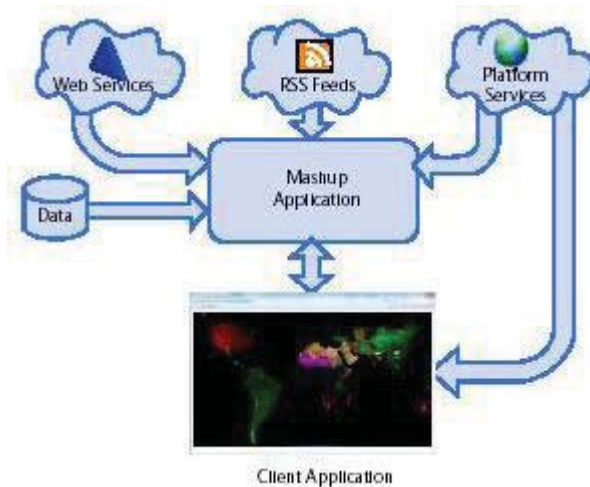 Web Services
RSS Feeds
Platform
Services
Mashup
Application
Data
Client Application